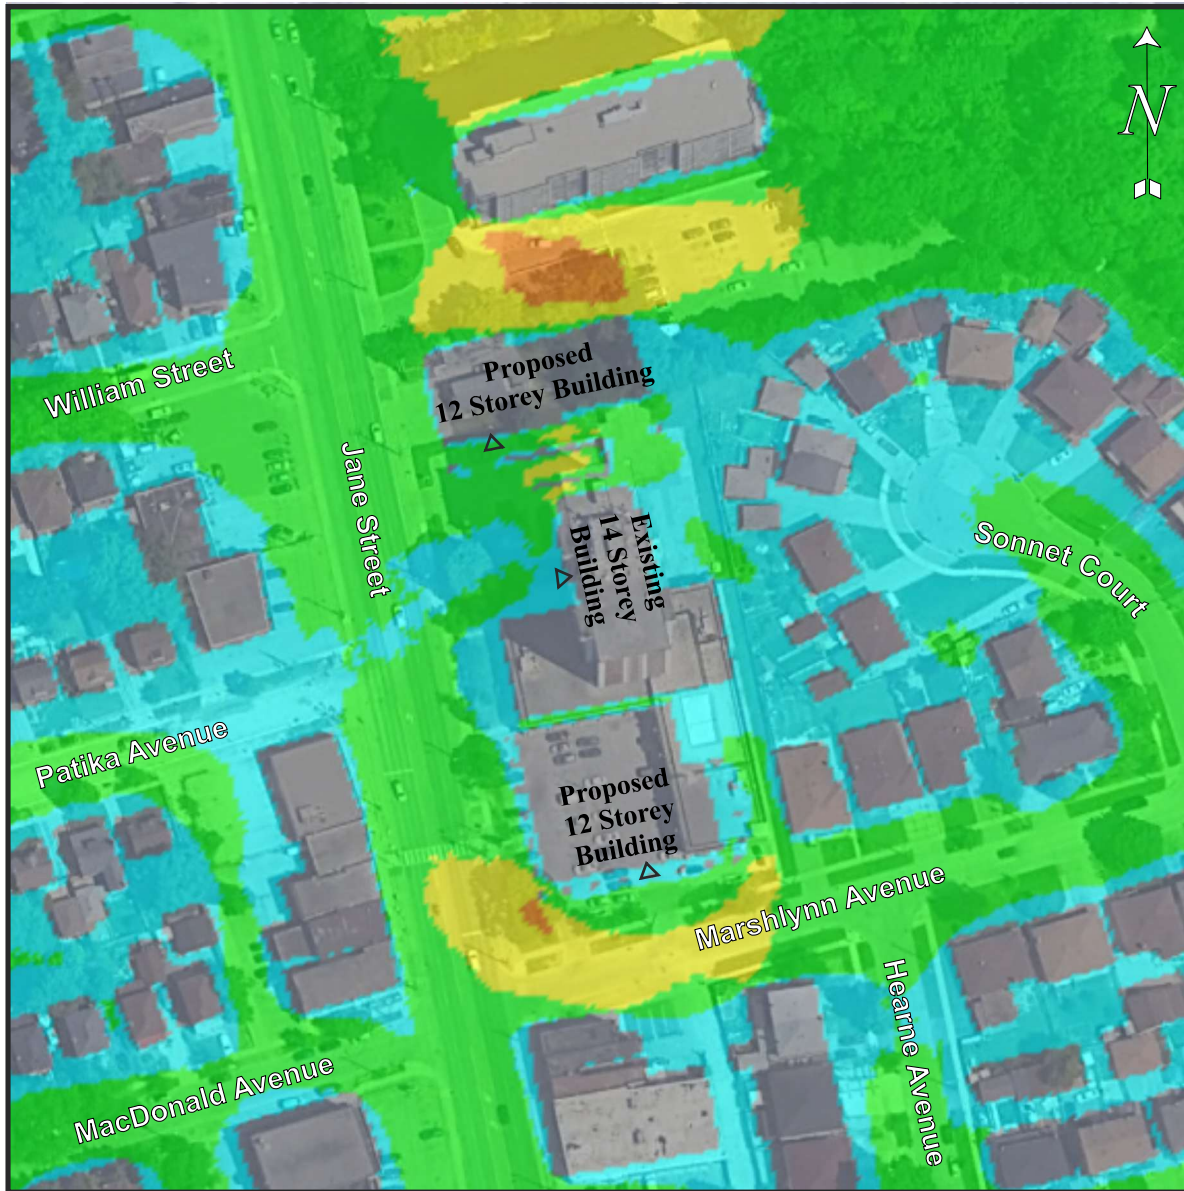 N
Proposed
12 Storey Building
William Street
Jane Street
Existing
14 Storey
Building
Sonnet Court
Patika Avenue
Proposed
12 Storey
Building
Marshlynn Avenue
Hearne Avenue
MacDonald Avenue